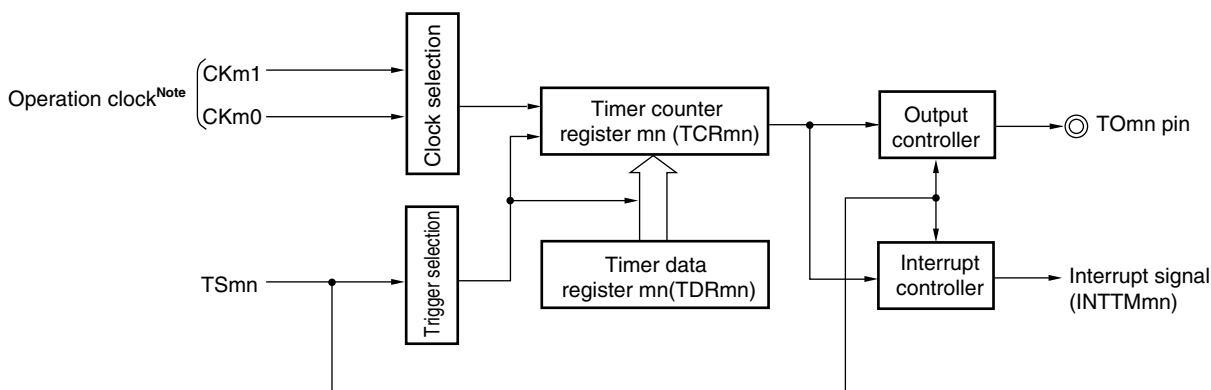 Operation clockNote
CKm1
CKm0
Clock selection
Timer counter
register mn (TCRmn)
Output
controller
TOmn pin
TSmn
Trigger selection
Timer data
register mn(TDRmn)
Interrupt
controller
Interrupt signal
(INTTMmn)